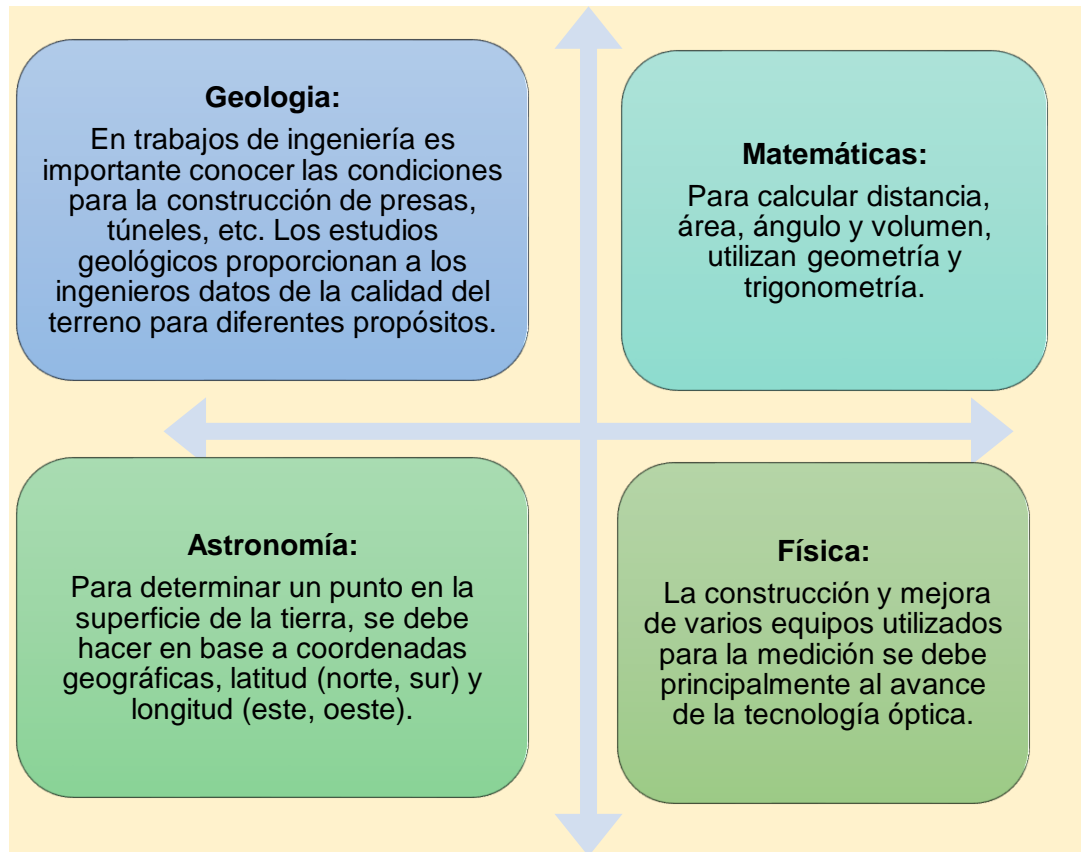 Geologia:
En trabajos de ingeniería es
importante conocer las condiciones
para la construcción de presas,
túneles, etc. Los estudios
geológicos proporcionan a los
ingenieros datos de la calidad del
terreno para diferentes propósitos.
Matemáticas:
Para calcular distancia,
área, ángulo y volumen,
utilizan geometría y
trigonometría.
Astronomía:
Para determinar un punto en la
superficie de la tierra, se debe
hacer en base a coordenadas
geográficas, latitud (norte, sur) y
longitud (este, oeste).
Física:
La construcción y mejora
de varios equipos utilizados
para la medición se debe
principalmente al avance
de la tecnología óptica.